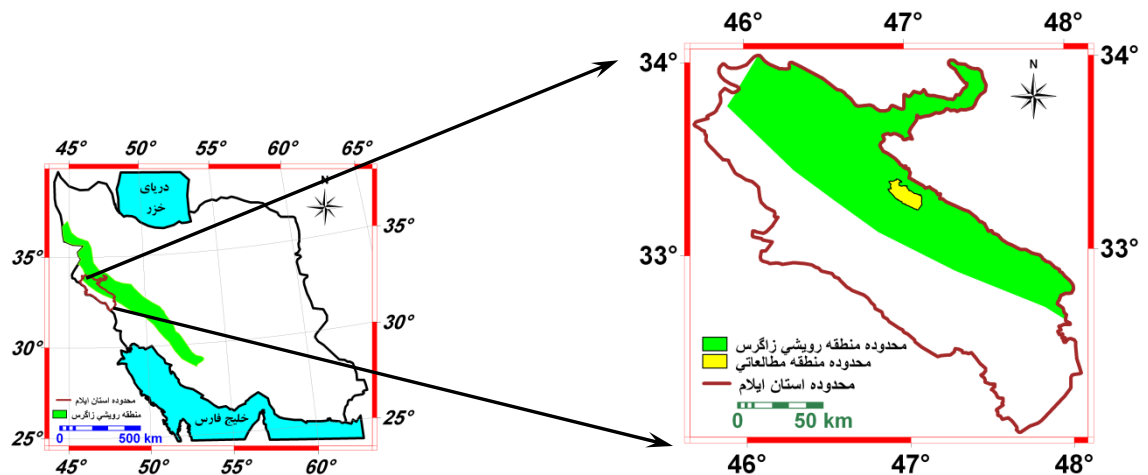 45° 50° 55° 60° 65°
N
دریای
خزر
35°
35°
30°
30°
25°
25°
خلیج فارس
محدوده استان ایلام
منطقه رویشي زاگرس
0 500 km
45° 50° 55° 60°
46° 47° 48°
34°
34°
N
33°
33°
محدوده منطقه رویشي زاگرس
محدوده منطقه مطالعاتي
محدوده استان ایلام
0 50 km
46° 47° 48°